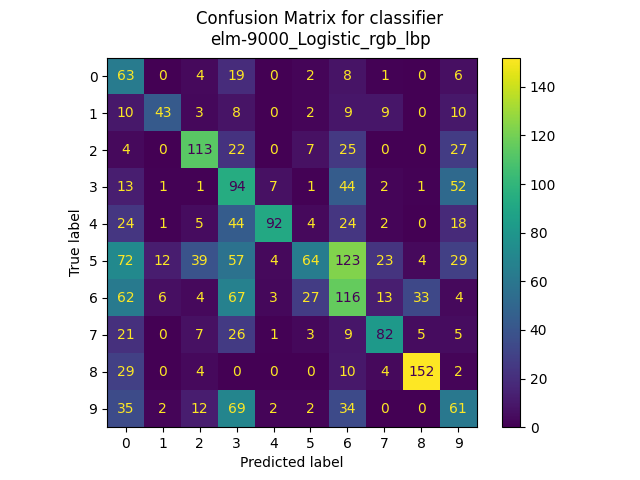 Confusion Matrix for classifier
elm-9000_Logistic_rgb_lbp
0 63 0 4 19 0 2 8 1 0 6
1 10 43 3 8 0 2 9 9 0 10
2 4 0 113 22 0 7 25 0 0 27
3 13 1 1 94 7 1 44 2 1 52
4 24 1 5 44 92 4 24 2 0 18
5 72 12 39 57 4 64 123 23 4 29
6 62 6 4 67 3 27 116 13 33 4
7 21 0 7 26 1 3 9 82 5 5
8 29 0 4 0 0 0 10 4 152 2
9 35 2 12 69 2 2 34 0 0 61
0 1 2 3 4 5 6 7 8 9
Predicted label
True label
140
120
100
80
60
40
20
0